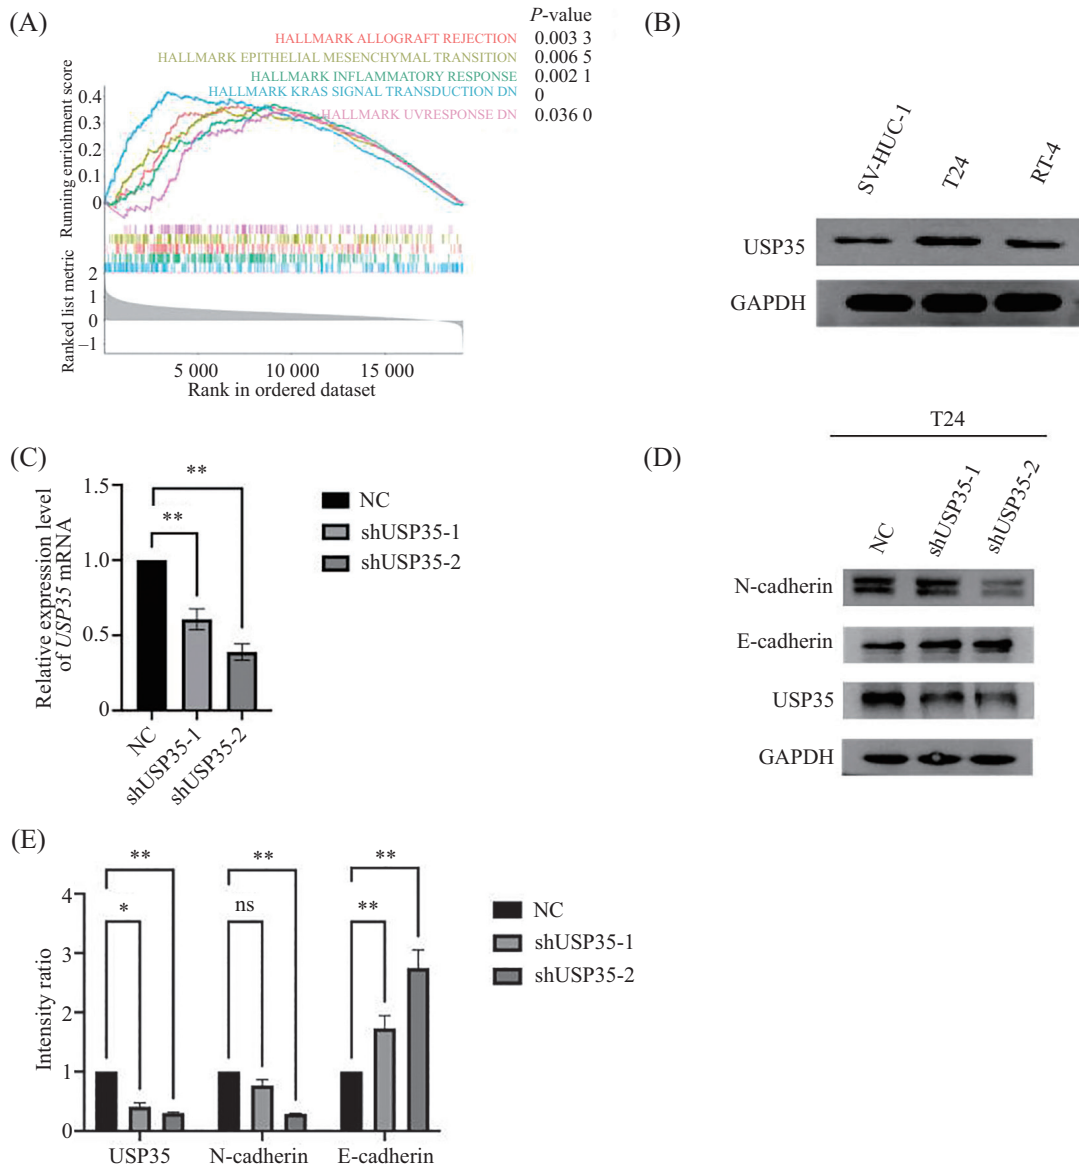 (A)
P-value
HALLMARK ALLOGRAFT REJECTION 0.003 3
HALLMARK EPITHELIAL MESENCHYMAL TRANSITION 0.006 5
HALLMARK INFLAMMATORY RESPONSE 0.002 1
HALLMARK KRAS SIGNAL TRANSDUCTION DN 0
HALLMARK UVRESPONSE DN 0.036 0
Running enrichment score
0.4
0.3
0.2
0.1
0
Ranked list metric
2
1
0
−1
5 000 10 000 15 000
Rank in ordered dataset
(B)
SV-HUC-1 T24 RT-4
USP35
GAPDH
(C)
Relative expression level
of USP35 mRNA
1.5
1.0
0.5
0
**
**
NC
shUSP35-1
shUSP35-2
NC shUSP35-1 shUSP35-2
(D)
T24
NC shUSP35-1 shUSP35-2
N-cadherin
E-cadherin
USP35
GAPDH
(E)
Intensity ratio
4
3
2
1
0
** ** **
* ns **
NC
shUSP35-1
shUSP35-2
USP35 N-cadherin E-cadherin